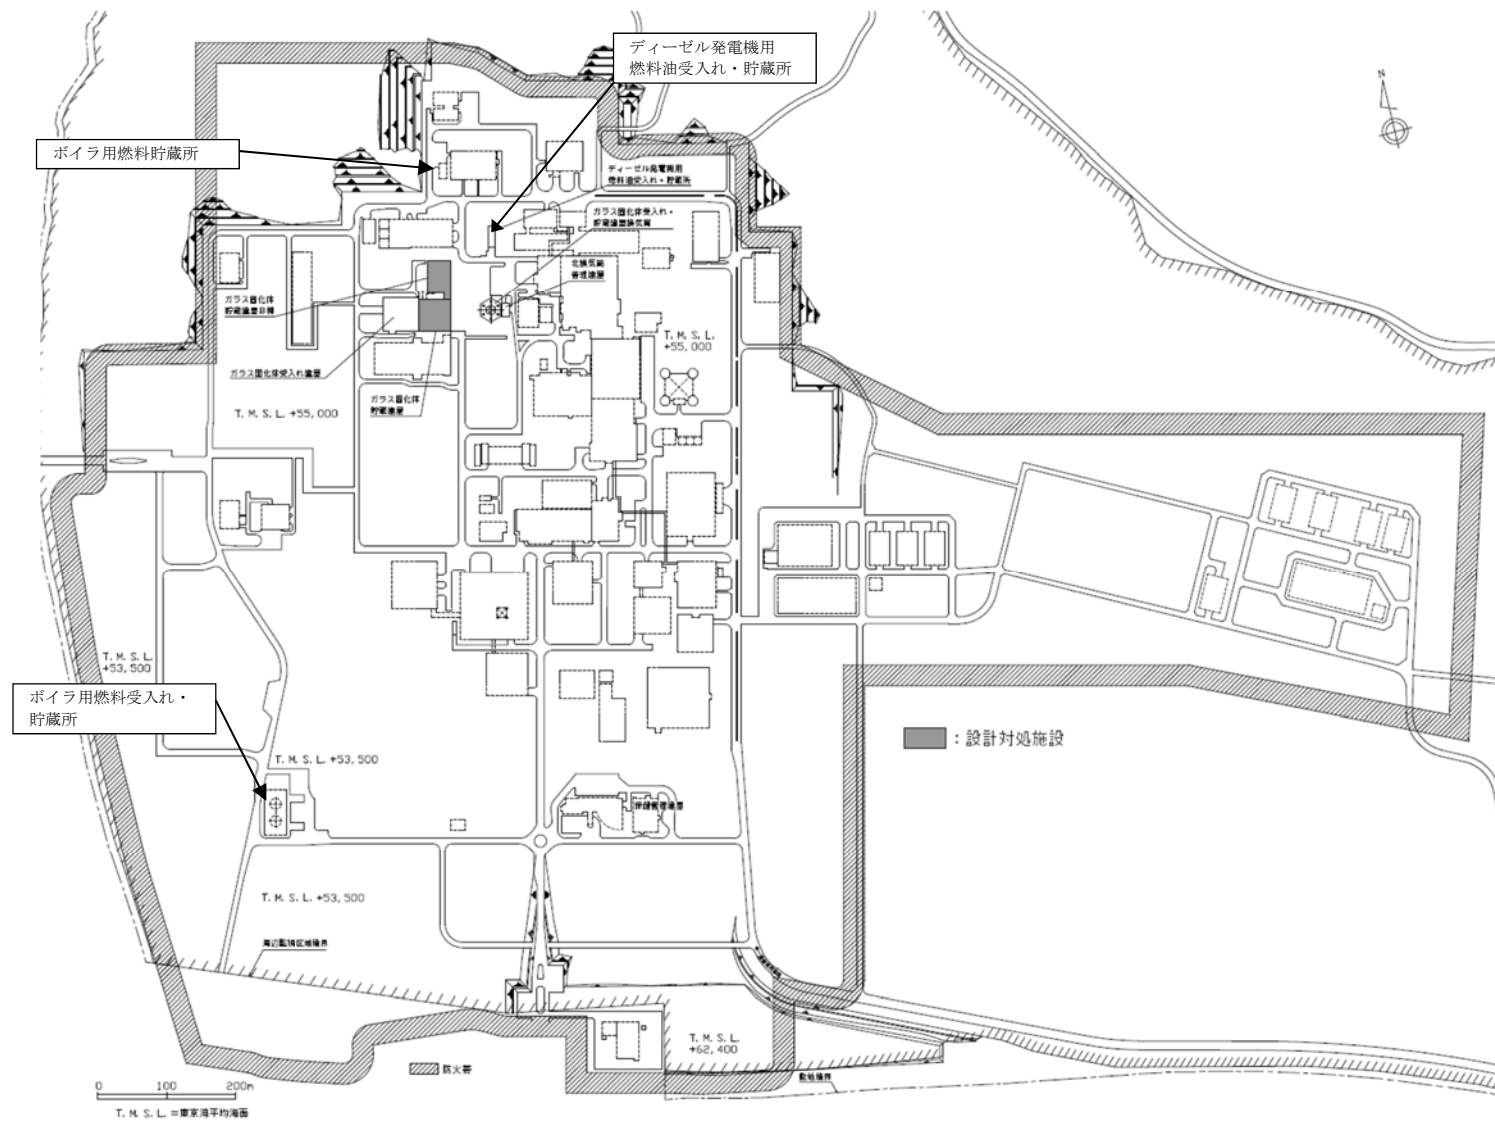 ディーゼル発電機用
燃料油受入れ・貯蔵所
N
ボイラ用燃料貯蔵所
ディーゼル発電機用
燃料油受入れ・貯蔵所
ガラス固化体受入れ・
貯蔵建屋換気筒
北換気筒
管理建屋
ガラス固化体
貯蔵建屋B棟
T. M. S. L.
+55, 000
ガラス固化体受入れ建屋
ガラス固化体
貯蔵建屋
T. M. S. L. +55, 000
T. M. S. L.
+53, 500
ボイラ用燃料受入れ・
貯蔵所
：設計対処施設
T. M. S. L. +53, 500
T. M. S. L. +53, 500
周辺監視区域境界
T. M. S. L.
+62, 400
防火帯
敷地境界
0 100 200m
T. M. S. L. =東京湾平均海面